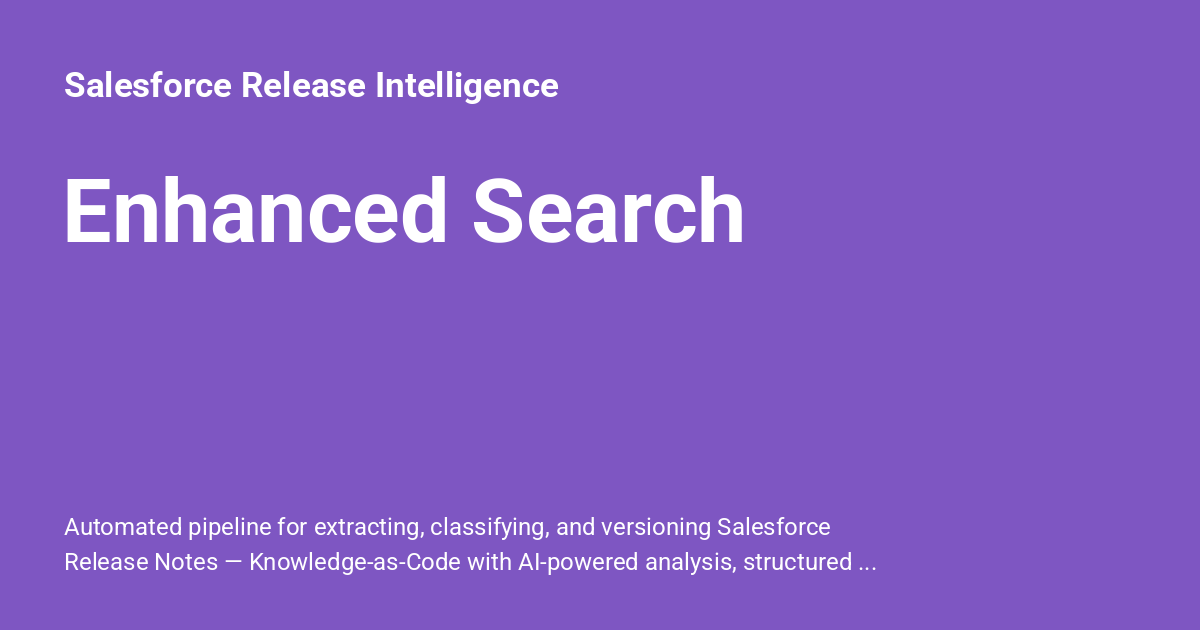 Salesforce Release Intelligence
Enhanced Search
Automated pipeline for extracting, classifying, and versioning Salesforce
Release Notes — Knowledge-as-Code with AI-powered analysis, structured ...